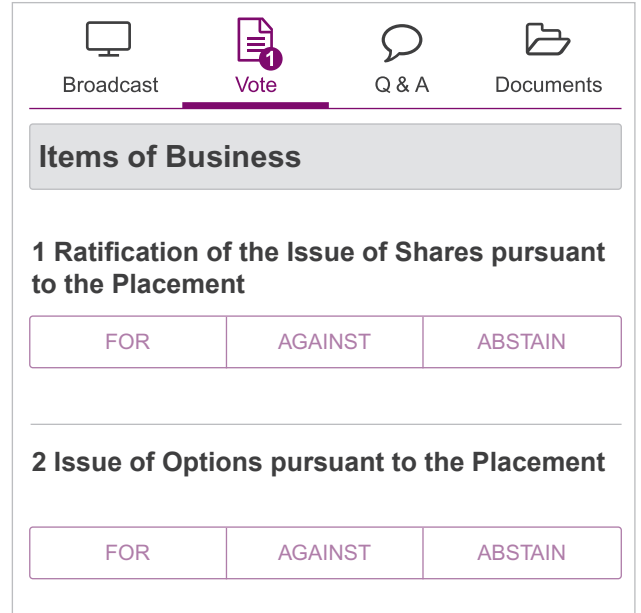 1
Broadcast Vote Q & A Documents
Items of Business
1 Ratification of the Issue of Shares pursuant
to the Placement
FOR AGAINST ABSTAIN
2 Issue of Options pursuant to the Placement
FOR AGAINST ABSTAIN